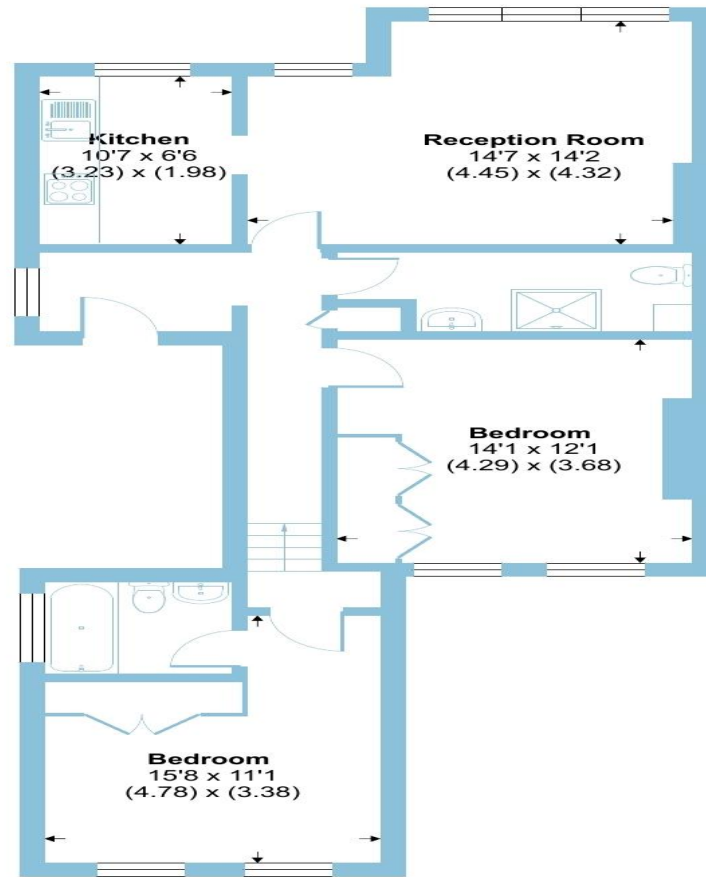 Kitchen
10'7 x 6'6
(3.23) x (1.98)
Reception Room
14'7 x 14'2
(4.45) x (4.32)
Bedroom
14'1 x 12'1
(4.29) x (3.68)
Bedroom
15'8 x 11'1
(4.78) x (3.38)